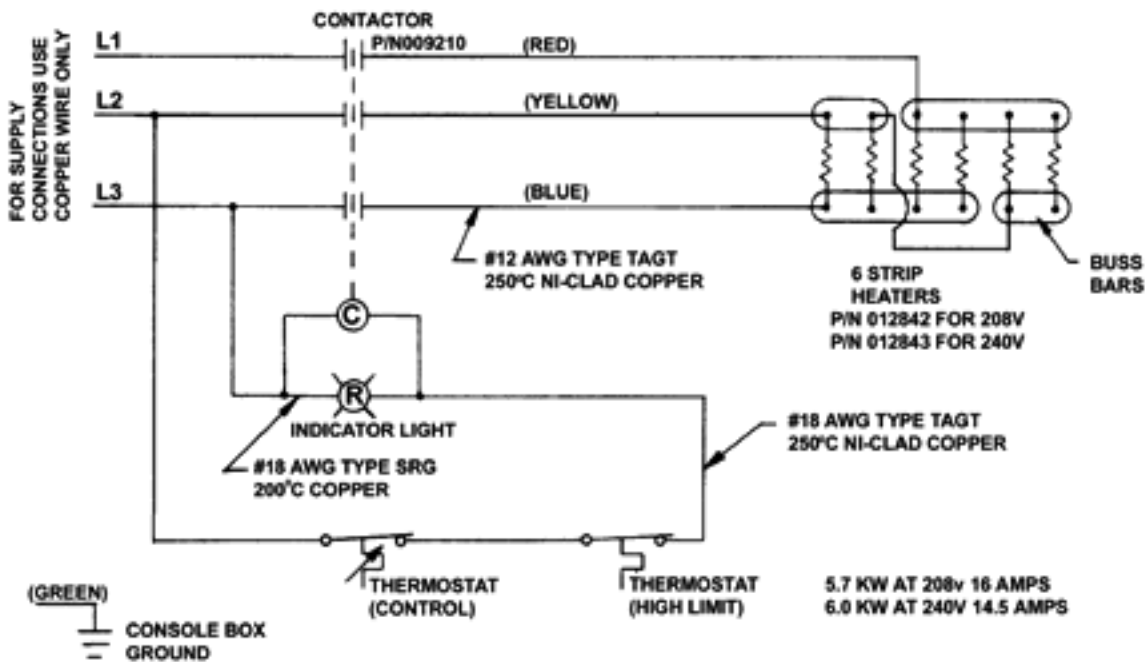 FOR SUPPLY
CONNECTIONS USE
COPPER WIRE ONLY
CONTACTOR
P/N009210
L1
(RED)
L2
(YELLOW)
L3
(BLUE)
#12 AWG TYPE TAGT
250°C NI-CLAD COPPER
BUSS
BARS
6 STRIP
HEATERS
P/N 012842 FOR 208V
P/N 012843 FOR 240V
C
R
INDICATOR LIGHT
#18 AWG TYPE SRG
200°C COPPER
#18 AWG TYPE TAGT
250°C NI-CLAD COPPER
THERMOSTAT
(CONTROL)
THERMOSTAT
(HIGH LIMIT)
5.7 KW AT 208v 16 AMPS
6.0 KW AT 240V 14.5 AMPS
(GREEN)
CONSOLE BOX
GROUND